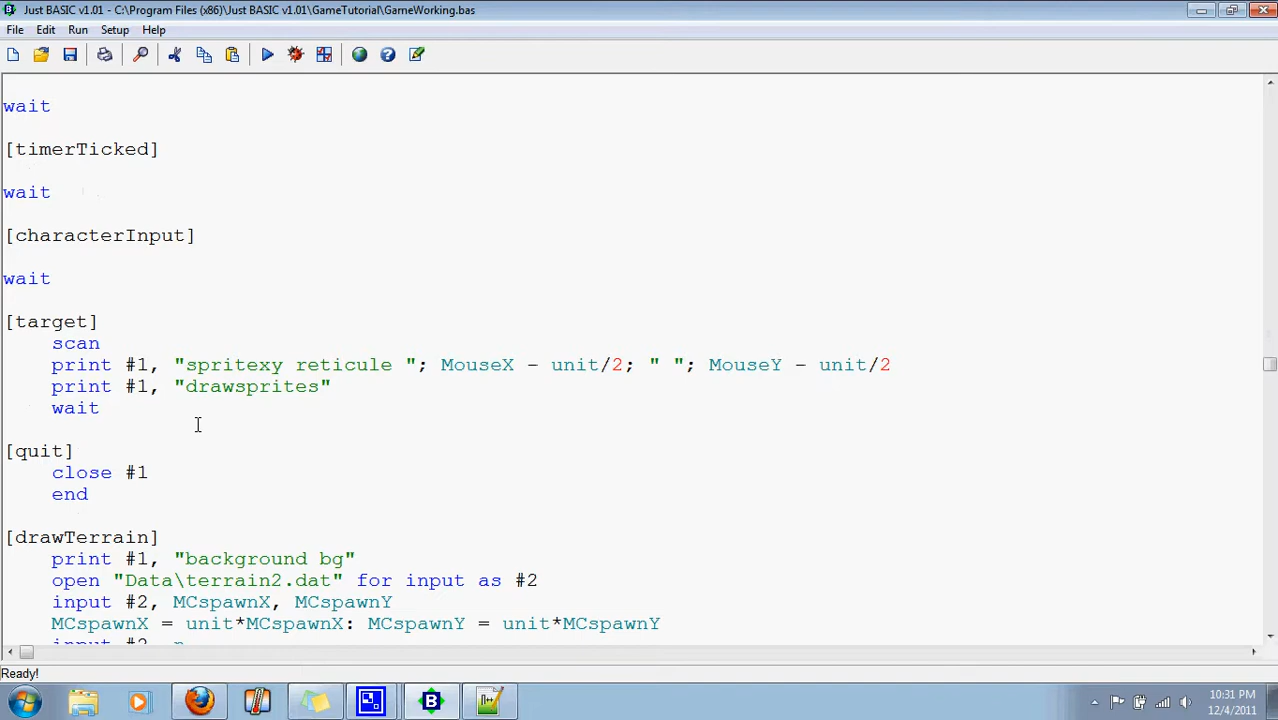 Just BASIC v1.01 - C:\Program Files (x86)\Just BASIC v1.01\GameTutorial\GameWorking.bas
File Edit Run Setup Help
wait
[timerTicked]
wait
[characterInput]
wait
[target]
scan
print #1, "spritexy reticule "; MouseX - unit/2; " "; MouseY - unit/2
print #1, "drawsprites"
wait
[quit]
close #1
end
[drawTerrain]
print #1, "background bg"
open "Data\terrain2.dat" for input as #2
input #2, MCspawnX, MCspawnY
MCspawnX = unit*MCspawnX: MCspawnY = unit*MCspawnY
input #2, n
Ready!
10:31 PM
12/4/2011